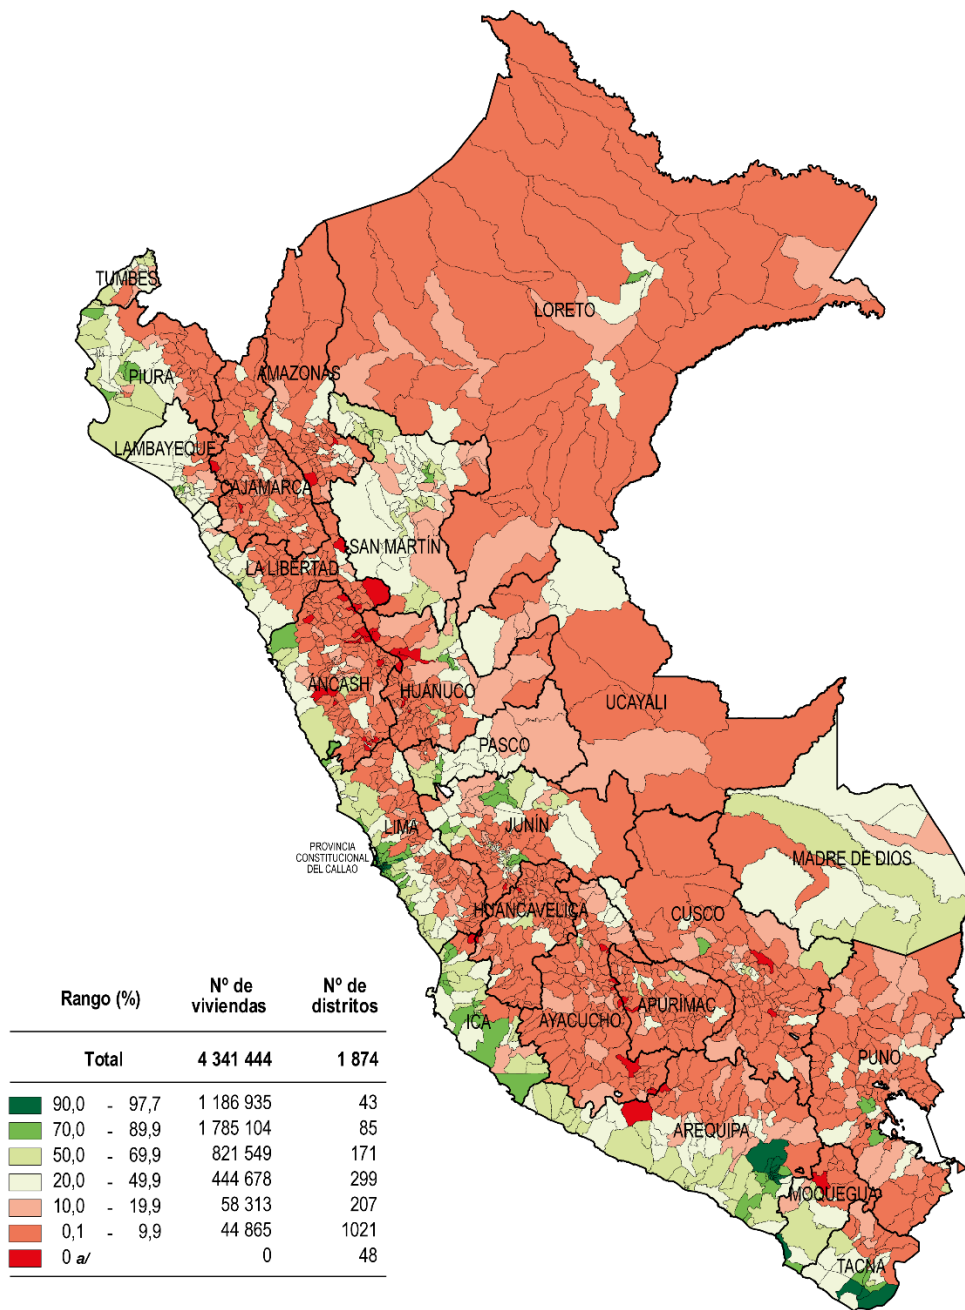 TUMBES
LORETO
PIURA
AMAZONAS
LAMBAYEQUE
CAJAMARCA
SAN MARTÍN
LA LIBERTAD
ÁNCASH
HUÁNUCO
UCAYALI
PASCO
LIMA
JUNÍN
PROVINCIA
CONSTITUCIONAL
DEL CALLAO
MADRE DE DIOS
HUANCAVELICA
CUSCO
ICA
AYACUCHO
APURÍMAC
PUNO
AREQUIPA
MOQUEGUA
TACNA
Rango (%) Nº de viviendas Nº de distritos
Total 4 341 444 1 874
90,0 - 97,7 1 186 935 43
70,0 - 89,9 1 785 104 85
50,0 - 69,9 821 549 171
20,0 - 49,9 444 678 299
10,0 - 19,9 58 313 207
0,1 - 9,9 44 865 1021
0 a/ 0 48